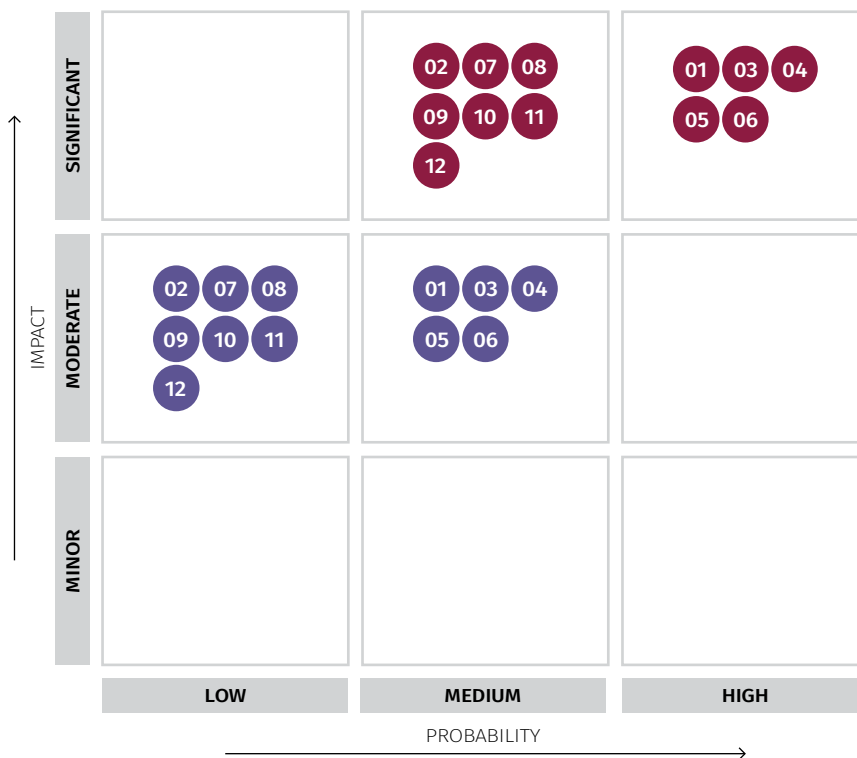 SIGNIFICANT
02 07 08
09 10 11
12
01 03 04
05 06
IMPACT
MODERATE
02 07 08
09 10 11
12
01 03 04
05 06
MINOR
LOW
MEDIUM
HIGH
PROBABILITY